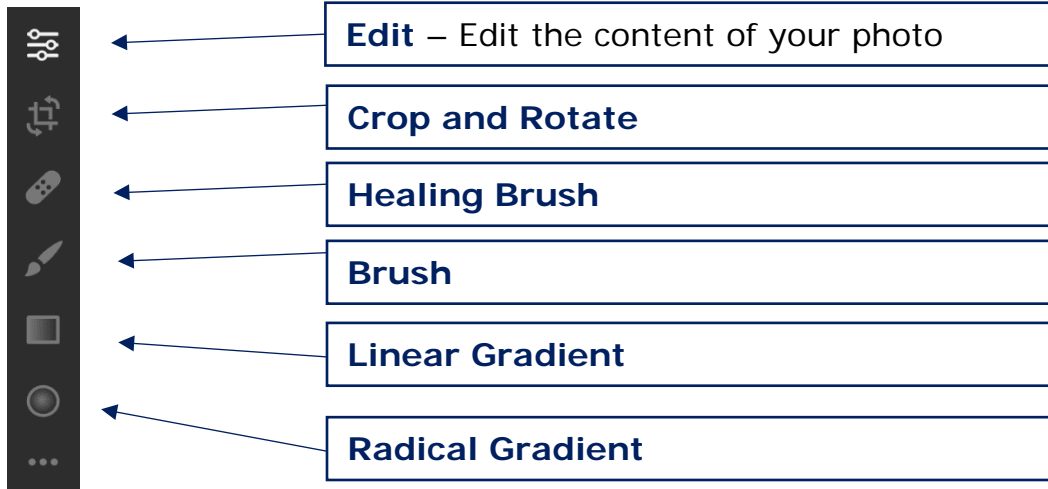 Edit – Edit the content of your photo
Crop and Rotate
Healing Brush
Brush
Linear Gradient
Radical Gradient